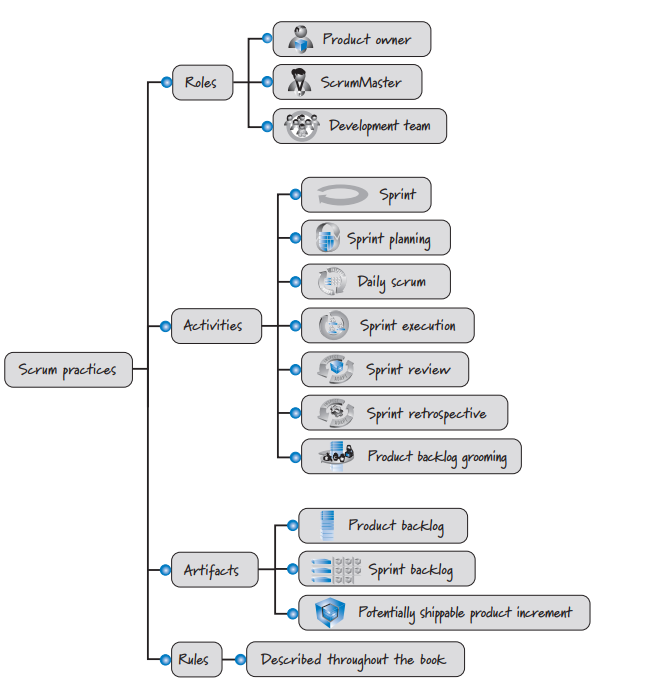 Product owner
Roles
ScrumMaster
Development team
Sprint
Sprint planning
Daily scrum
Activities
Sprint execution
Scrum practices
Sprint review
Sprint retrospective
Product backlog grooming
Product backlog
Artifacts
Sprint backlog
Potentially shippable product increment
Rules
Described throughout the book